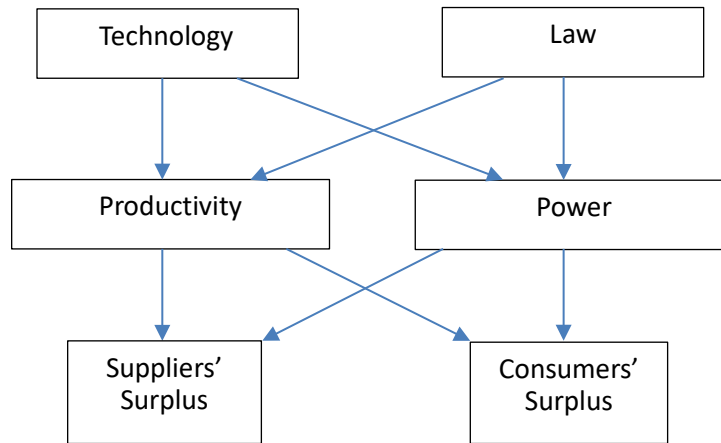 Technology
Law
Productivity
Power
Suppliers’
Surplus
Consumers’
Surplus